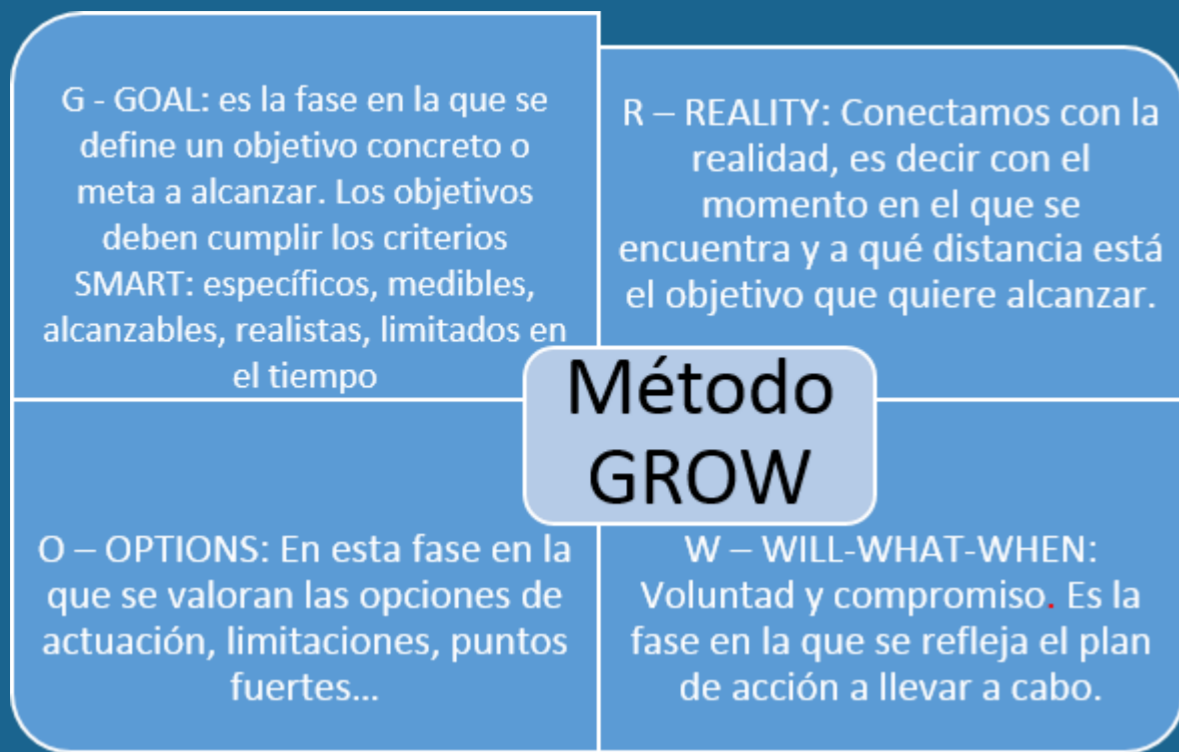 G - GOAL: es la fase en la que se
define un objetivo concreto o
meta a alcanzar. Los objetivos
deben cumplir los criterios
SMART: específicos, medibles,
alcanzables, realistas, limitados en
el tiempo
R – REALITY: Conectamos con la
realidad, es decir con el
momento en el que se
encuentra y a qué distancia está
el objetivo que quiere alcanzar.
Método
GROW
O – OPTIONS: En esta fase en la
que se valoran las opciones de
actuación, limitaciones, puntos
fuertes...
W – WILL-WHAT-WHEN:
Voluntad y compromiso. Es la
fase en la que se refleja el plan
de acción a llevar a cabo.